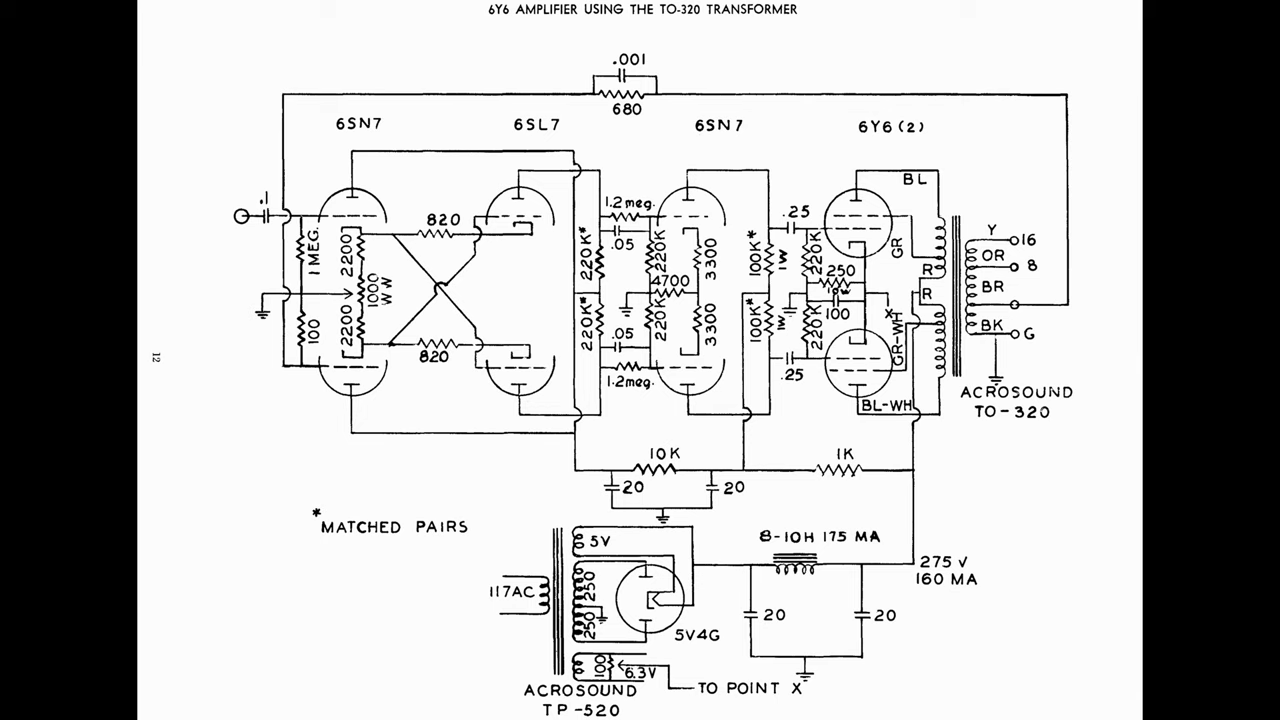 6Y6 AMPLIFIER USING THE TO-320 TRANSFORMER
.001
680
6SN7
6SL7
6SN7
6Y6 (2)
BL
.1
1 MEG.
100
2200
1000
WW
2200
820
820
220K*
220K*
1.2 meg.
.05
.05
1.2 meg.
220K
220K
4700
3300
3300
100K*
1W
100K*
1W
.25
.25
220K
220K
250
10W
100
X
GR
R
R
GR-WH
BL-WH
Y
16
OR
8
BR
BK
G
ACROSOUND
TO-320
10K
1K
20
20
*MATCHED PAIRS
8-10H 175 MA
275 V
160 MA
5V
117AC
250
250
5V4G
20
20
100
6.3V
TO POINT X
ACROSOUND
TP-520
12